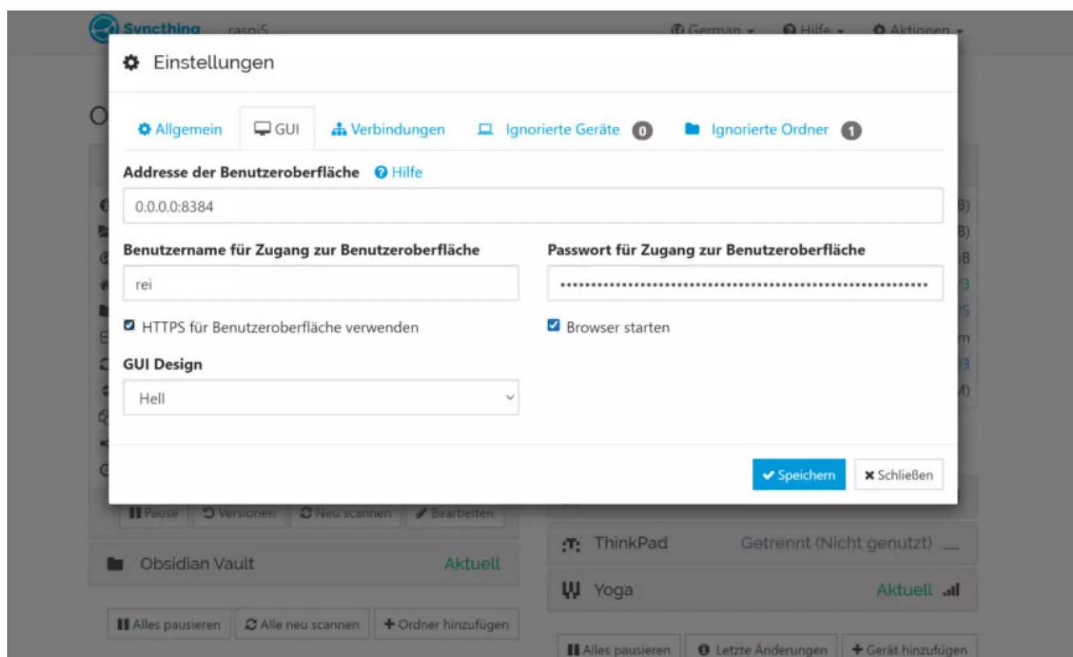 Syncthing raspi5 German Hilfe Aktionen
Einstellungen
Allgemein GUI Verbindungen Ignorierte Geräte 0 Ignorierte Ordner 1
Addresse der Benutzeroberfläche Hilfe
0.0.0.0:8384
Benutzername für Zugang zur Benutzeroberfläche Passwort für Zugang zur Benutzeroberfläche
rei ••••••••••••••••••••••••••••••••••••••••••••••••••••••••••••
HTTPS für Benutzeroberfläche verwenden Browser starten
GUI Design
Hell
Speichern Schließen
Pause Versionen Neu scannen Bearbeiten
ThinkPad Getrennt (Nicht genutzt)
Obsidian Vault Aktuell
Yoga Aktuell
Alles pausieren Alle neu scannen Ordner hinzufügen
Alles pausieren Letzte Änderungen Gerät hinzufügen